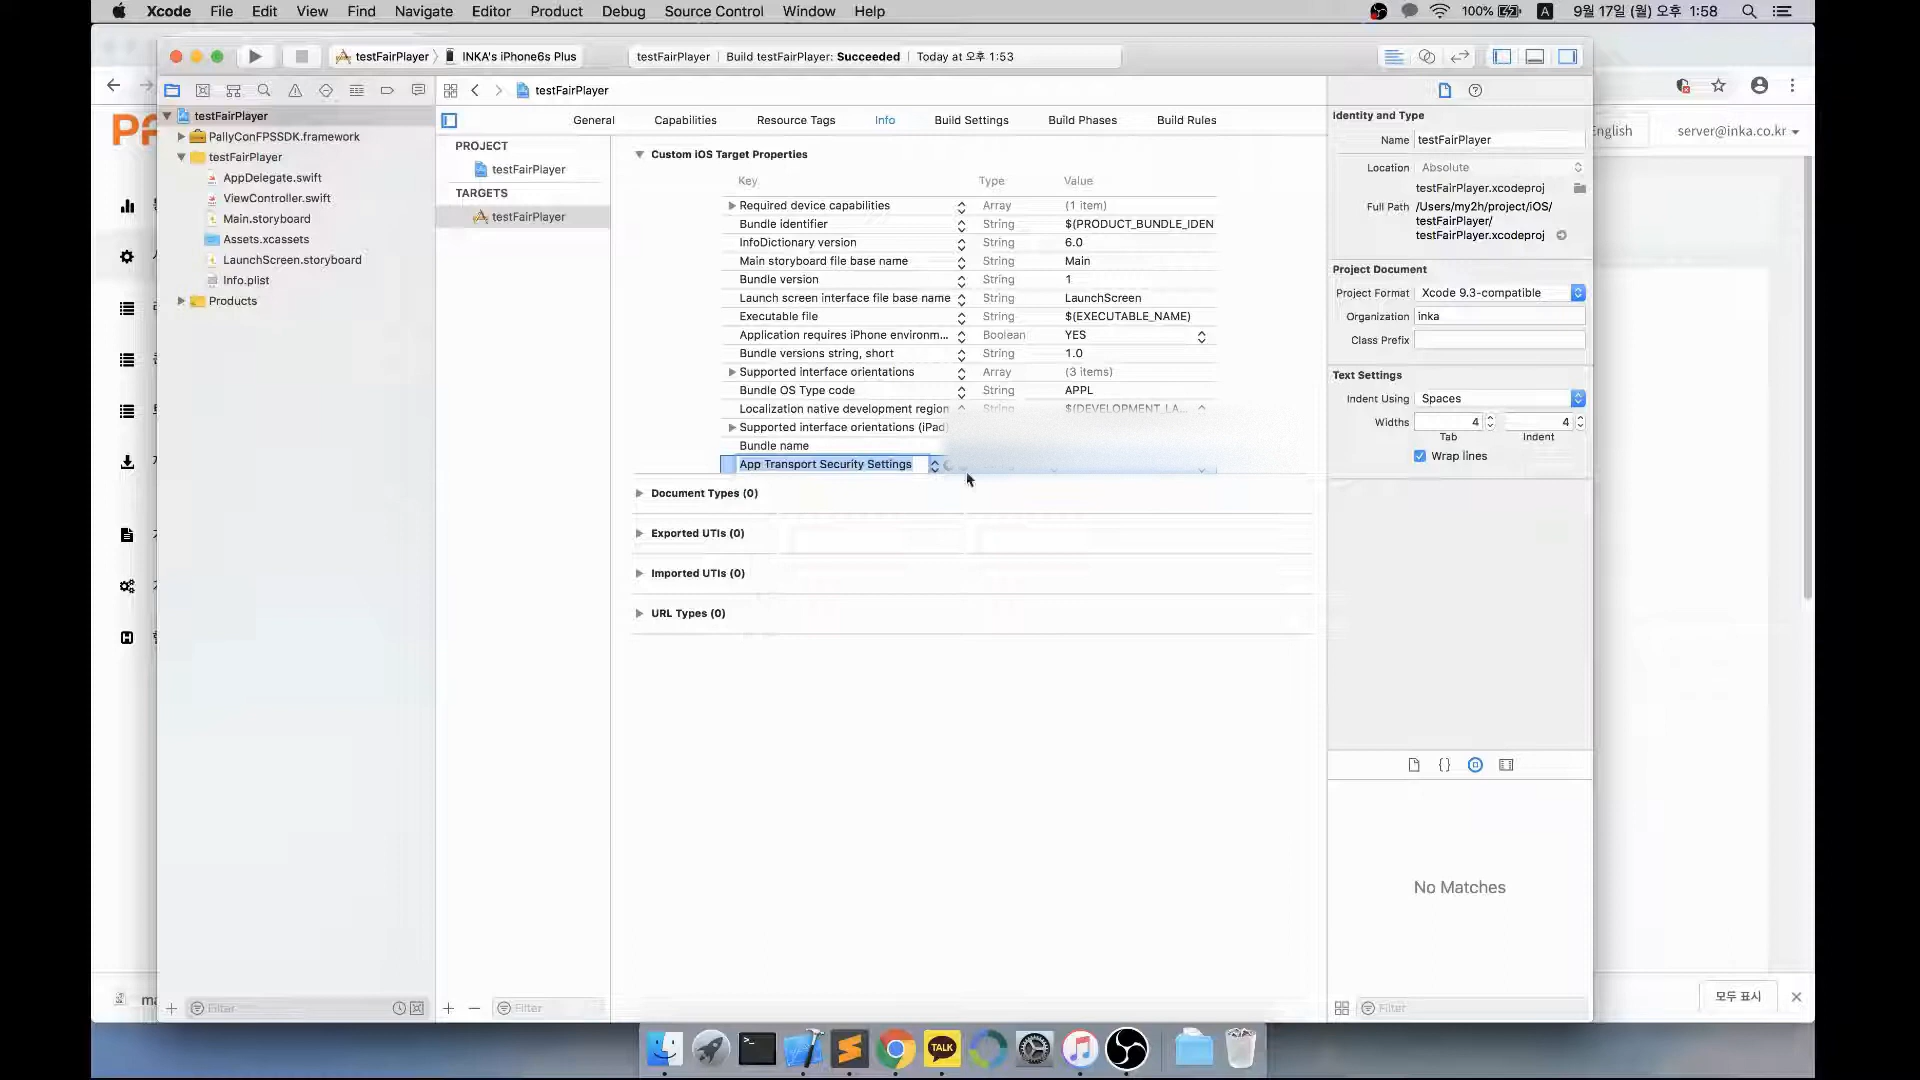 Xcode File Edit View Find Navigate Editor Product Debug Source Control Window Help 100% A 9월 17일 (월) 오후 1:58
testFairPlayer INKA's iPhone6s Plus testFairPlayer Build testFairPlayer: Succeeded Today at 오후 1:53
testFairPlayer
English server@inka.co.kr
testFairPlayer
PallyConFPSSDK.framework
testFairPlayer
AppDelegate.swift
ViewController.swift
Main.storyboard
Assets.xcassets
LaunchScreen.storyboard
Info.plist
Products
General Capabilities Resource Tags Info Build Settings Build Phases Build Rules
PROJECT
testFairPlayer
TARGETS
testFairPlayer
Custom iOS Target Properties
Key Type Value
Required device capabilities Array (1 item)
Bundle identifier String $(PRODUCT_BUNDLE_IDEN
InfoDictionary version String 6.0
Main storyboard file base name String Main
Bundle version String 1
Launch screen interface file base name String LaunchScreen
Executable file String $(EXECUTABLE_NAME)
Application requires iPhone environm... Boolean YES
Bundle versions string, short String 1.0
Supported interface orientations Array (3 items)
Bundle OS Type code String APPL
Localization native development region String $(DEVELOPMENT_LA...
Supported interface orientations (iPad)
Bundle name
App Transport Security Settings
Document Types (0)
Exported UTIs (0)
Imported UTIs (0)
URL Types (0)
Identity and Type
Name testFairPlayer
Location Absolute
testFairPlayer.xcodeproj
Full Path /Users/my2h/project/iOS/
testFairPlayer/
testFairPlayer.xcodeproj
Project Document
Project Format Xcode 9.3-compatible
Organization inka
Class Prefix
Text Settings
Indent Using Spaces
Widths 4 4
Tab Indent
Wrap lines
{}
No Matches
모두 표시
Filter Filter Filter
TALK